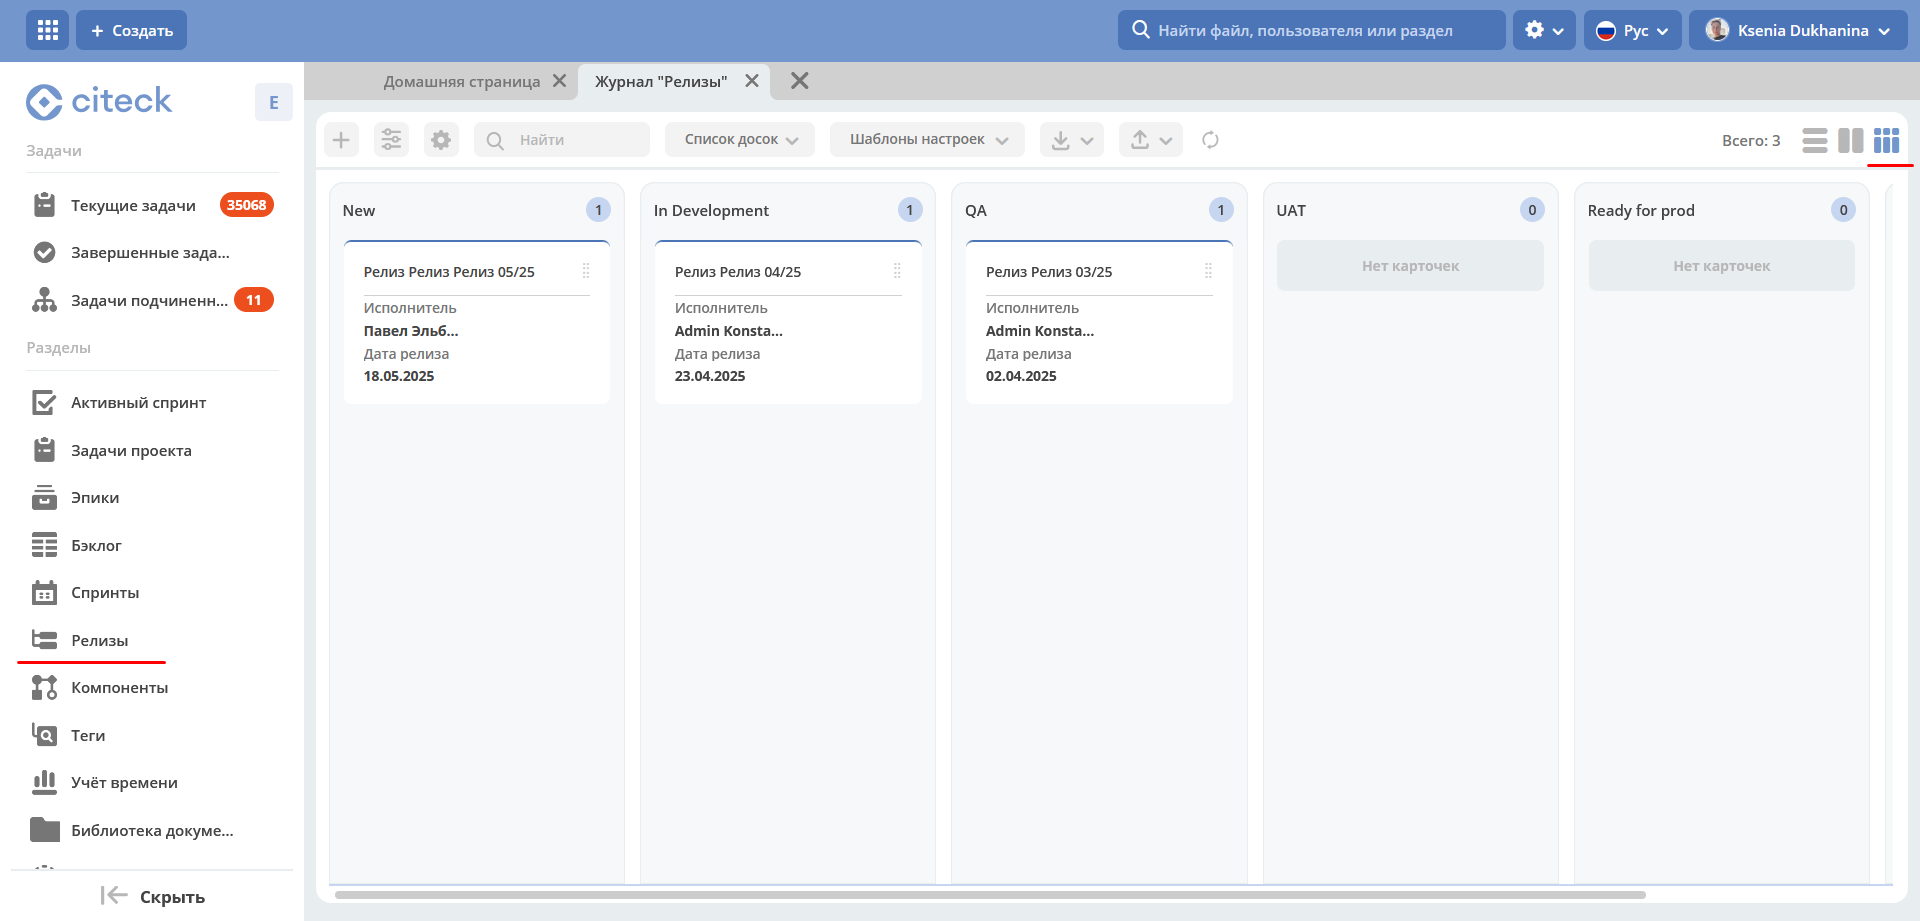 Создать
Найти файл, пользователя или раздел
Рус
Ksenia Dukhanina
citeck
E
Домашняя страница
Журнал "Релизы"
Задачи
Текущие задачи 35068
Завершенные зада...
Задачи подчиненн... 11
Разделы
Активный спринт
Задачи проекта
Эпики
Бэклог
Спринты
Релизы
Компоненты
Теги
Учёт времени
Библиотека докуме...
Скрыть
Найти
Список досок
Шаблоны настроек
Всего: 3
New 1
Релиз Релиз Релиз 05/25
Исполнитель
Павел Эльб...
Дата релиза
18.05.2025
In Development 1
Релиз Релиз 04/25
Исполнитель
Admin Konsta...
Дата релиза
23.04.2025
QA 1
Релиз Релиз 03/25
Исполнитель
Admin Konsta...
Дата релиза
02.04.2025
UAT 0
Нет карточек
Ready for prod 0
Нет карточек